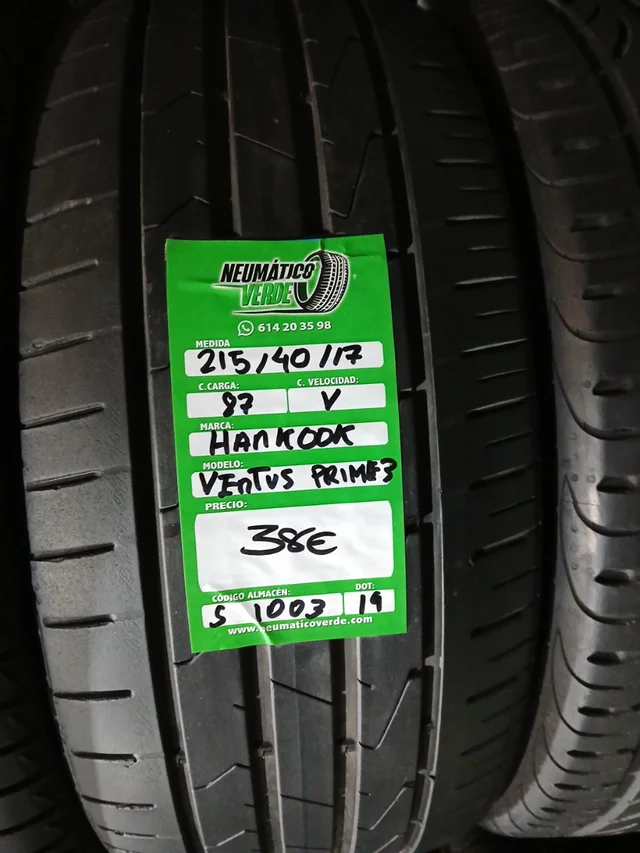 NEUMÁTICO
VERDE
614 20 35 98
MEDIDA
215/40/17
C.CARGA: C. VELOCIDAD:
87 V
MARCA:
HANKOOK
MODELO:
VENTUS PRIME3
PRECIO:
38€
CÓDIGO ALMACÉN: DOT:
S 1003 19
www.neumaticoverde.com